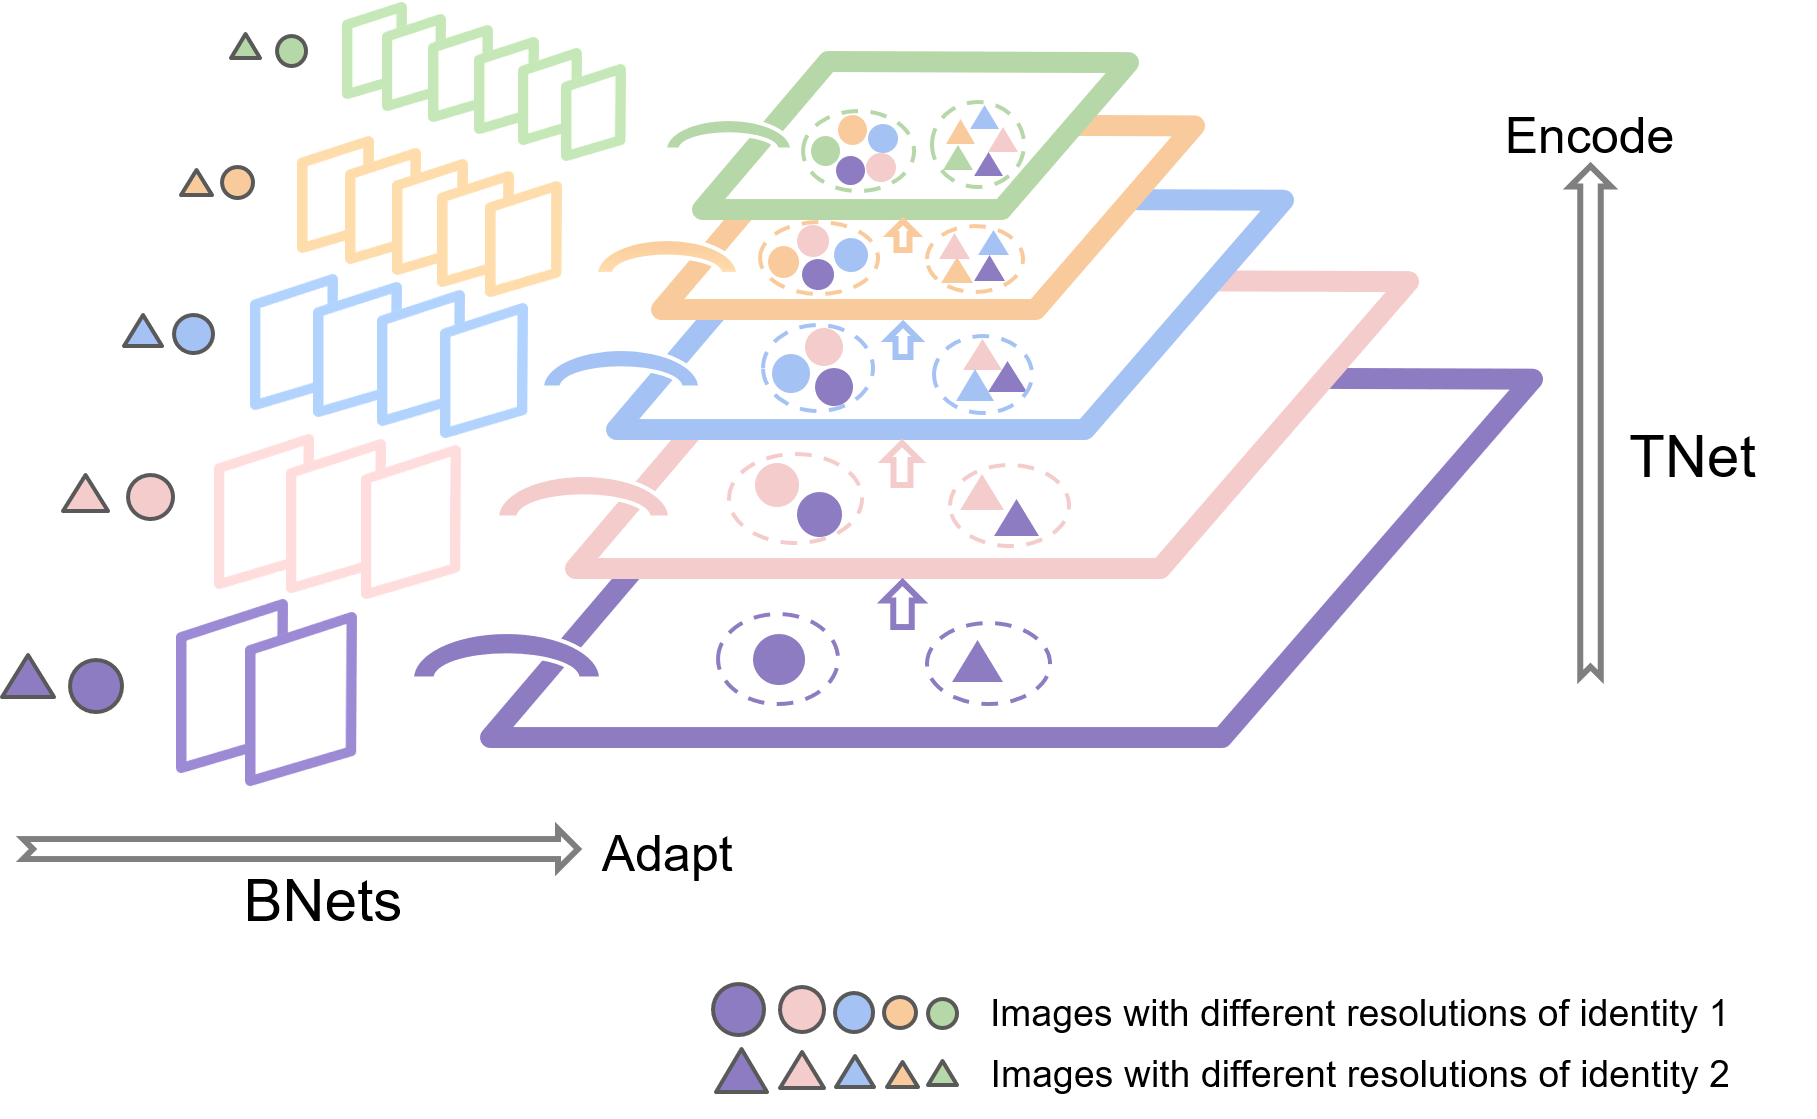 Encode
TNet
Adapt
BNets
Images with different resolutions of identity 1
Images with different resolutions of identity 2